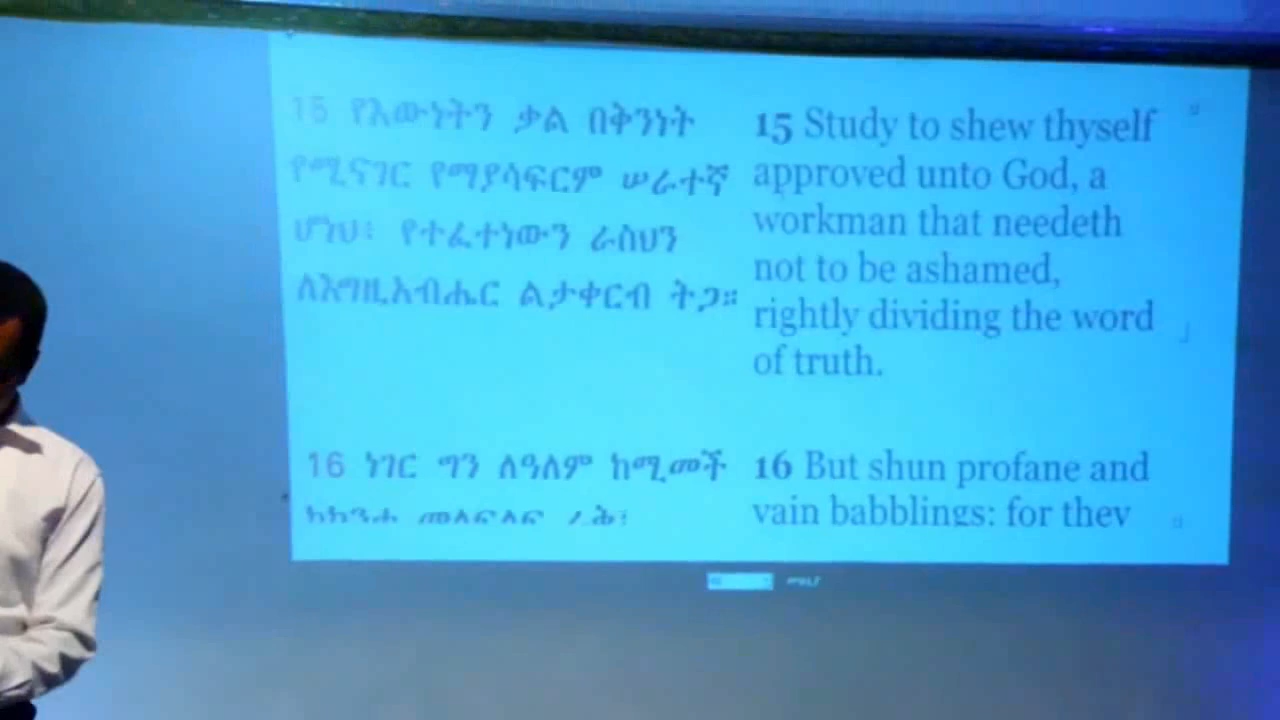 15 የእውነትን ቃል በቅንነት
የሚናገር የማያሳፍርም ሠራተኛ
ሆነህ፥ የተፈተነውን ራስህን
ለእግዚአብሔር ልታቀርብ ትጋ።
16 ነገር ግን ለዓለም ከሚመች
15 Study to shew thyself
approved unto God, a
workman that needeth
not to be ashamed,
rightly dividing the word
of truth.
16 But shun profane and
vain babblings: for they